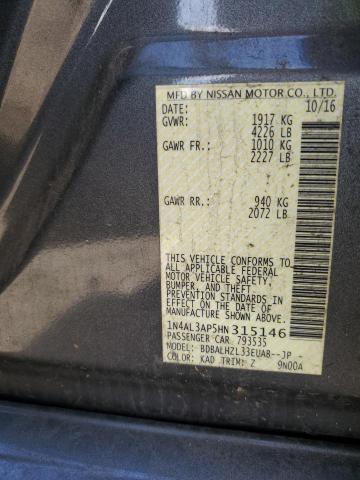 MFD BY NISSAN MOTOR CO., LTD.
DATE: 10/16
GVWR: 1917 KG
4226 LB
GAWR FR.: 1010 KG
2227 LB
GAWR RR.: 940 KG
2072 LB
THIS VEHICLE CONFORMS TO
ALL APPLICABLE FEDERAL
MOTOR VEHICLE SAFETY,
BUMPER, AND THEFT
PREVENTION STANDARDS IN
EFFECT ON THE DATE OF
MANUFACTURE SHOWN
ABOVE.
1N4AL3AP5HN315146
PASSENGER CAR 793535
MODEL: BDBALHZL33EUA8--JP -
COLOR: KAD TRIM: Z 9N00A